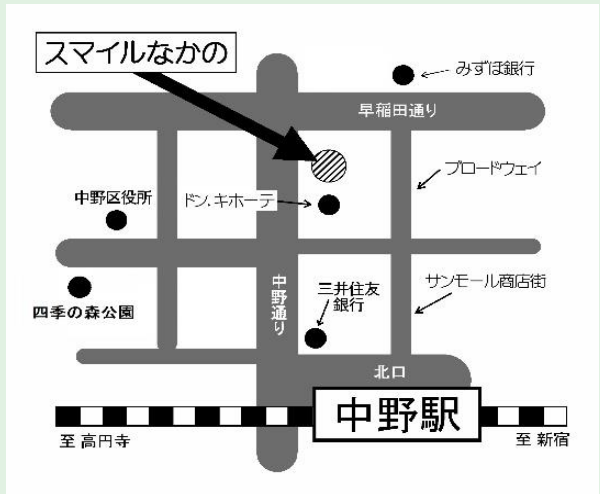 スマイルなかの
みずほ銀行
早稲田通り
ブロードウェイ
中野区役所
ドン.キホーテ
中野通り
三井住友
銀行
サンモール商店街
四季の森公園
北口
中野駅
至 高円寺
至 新宿